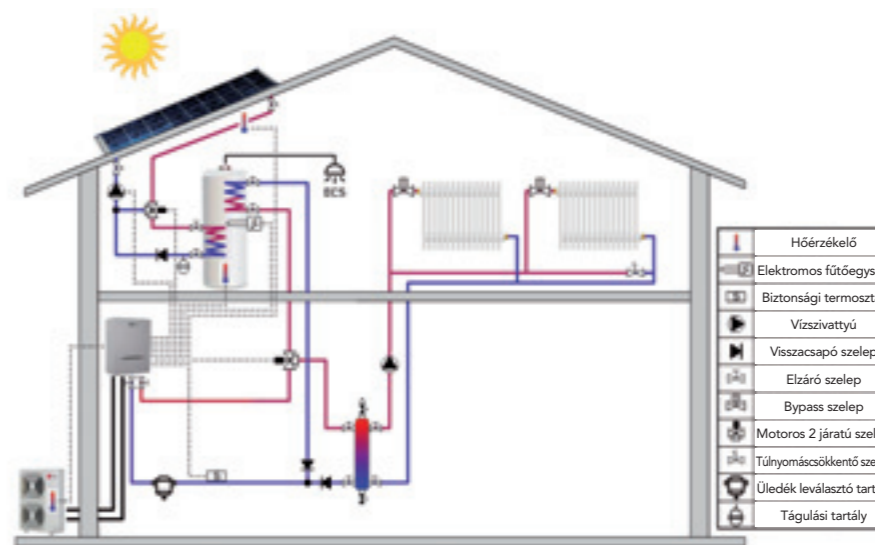 ECS
Hőérzékelő
Elektromos fűtőegys
S Biztonsági termoszta
Vízszivattyú
Visszacsapó szelep
Elzáró szelep
Bypass szelep
Motoros 2 járatú szel
Túlnyomáscsökkentő sze
Üledék leválasztó tart
Tágulási tartály
S